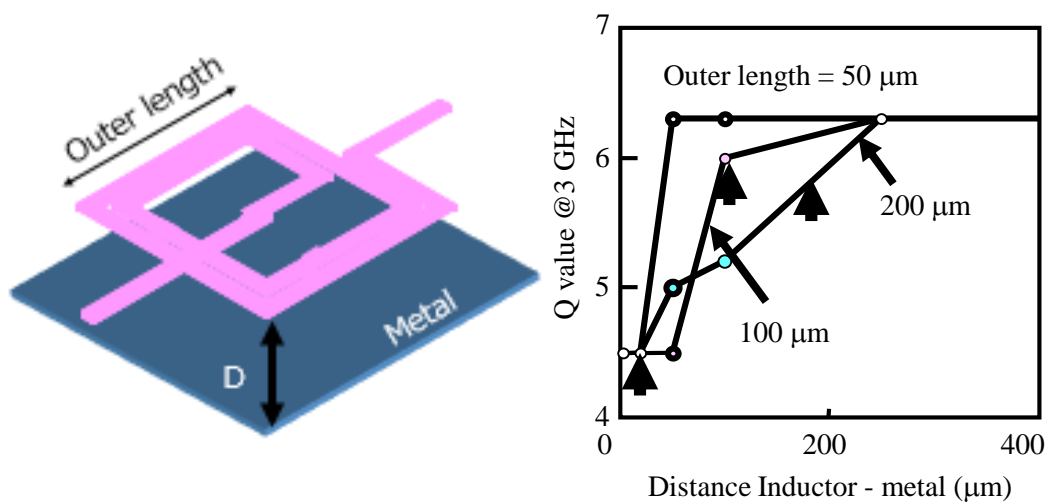 Outer length
Metal
D
7
Outer length = 50 μm
6
200 μm
5
100 μm
4
0
200
400
Q value @3 GHz
Distance Inductor - metal (μm)